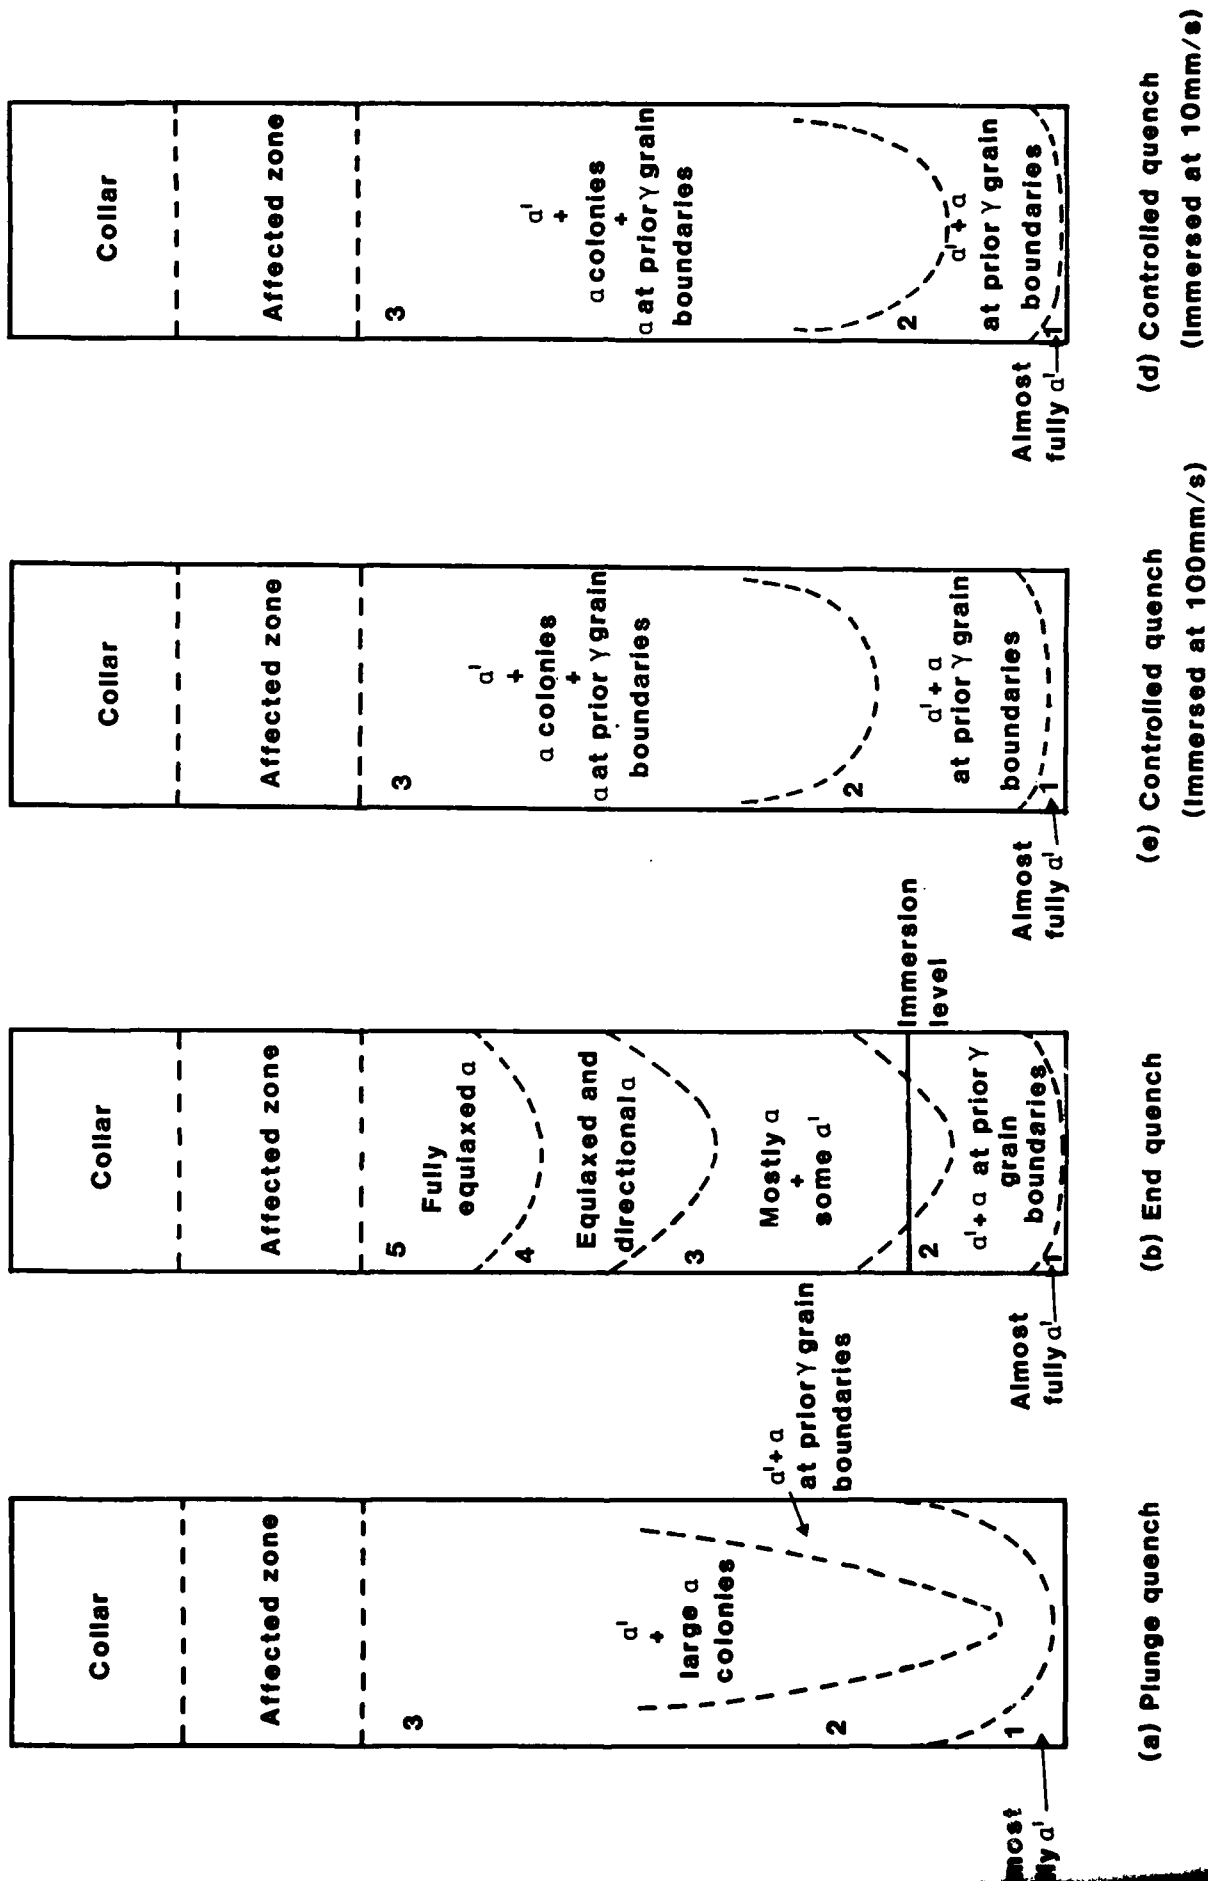 Collar
Affected zone
3
α'
+
large α
colonies
2
1
α'+ α
at prior γ grain
boundaries
most
lly α'
(a) Plunge quench
Collar
Affected zone
5
Fully
equiaxed α
4
Equiaxed and
directional α
3
Mostly α
+
some α'
Immersion
level
2
α'+ α at prior γ
grain
boundaries
1
Almost
fully α'
(b) End quench
Collar
Affected zone
3
α'
+
α colonies
+
α at prior γ grain
boundaries
2
α'+ α
at prior γ grain
boundaries
1
Almost
fully α'
(e) Controlled quench
(Immersed at 100mm/s)
Collar
Affected zone
3
α'
+
α colonies
+
α at prior γ grain
boundaries
2
α'+ α
at prior γ grain
boundaries
1
Almost
fully α'
(d) Controlled quench
(Immersed at 10mm/s)